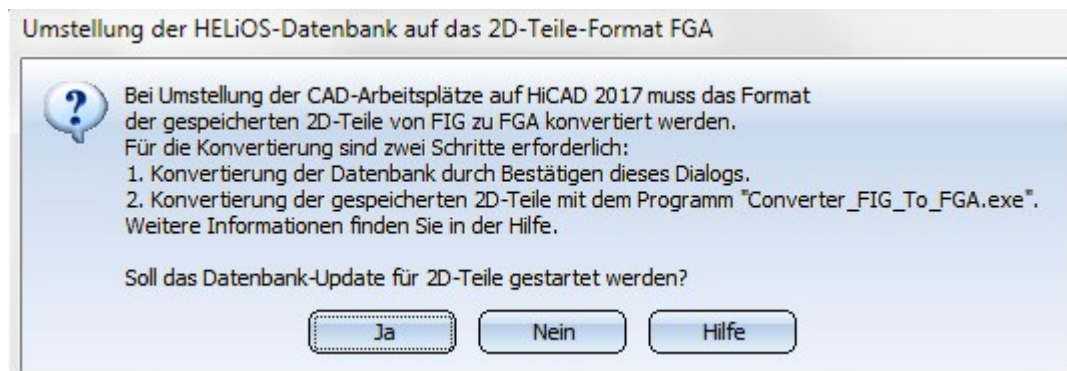 Umstellung der HELiOS-Datenbank auf das 2D-Teile-Format FGA
Bei Umstellung der CAD-Arbeitsplätze auf HiCAD 2017 muss das Format
der gespeicherten 2D-Teile von FIG zu FGA konvertiert werden.
Für die Konvertierung sind zwei Schritte erforderlich:
1. Konvertierung der Datenbank durch Bestätigen dieses Dialogs.
2. Konvertierung der gespeicherten 2D-Teile mit dem Programm "Converter_FIG_To_FGA.exe".
Weitere Informationen finden Sie in der Hilfe.
Soll das Datenbank-Update für 2D-Teile gestartet werden?
Ja Nein Hilfe